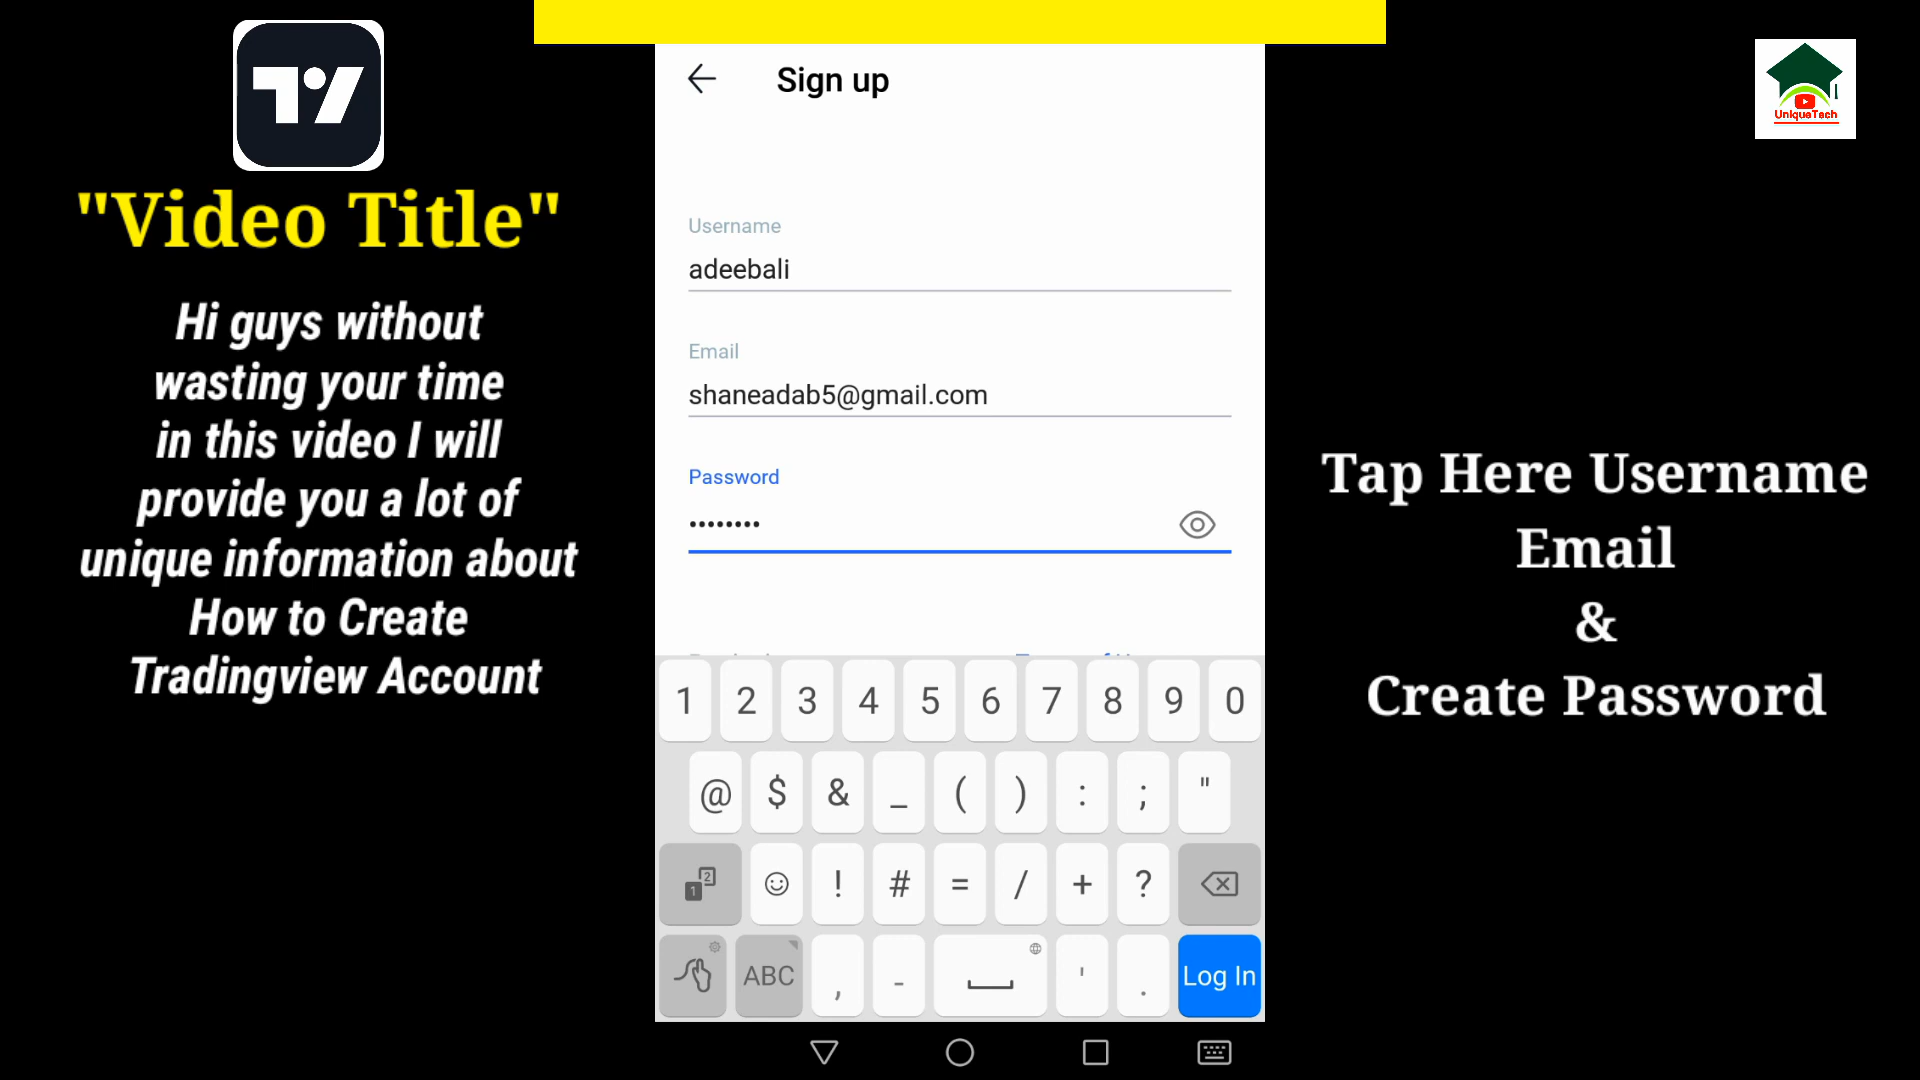 "Video Title"
Hi guys without
wasting your time
in this video I will
provide you a lot of
unique information about
How to Create
Tradingview Account
Sign up
Username
adeebali
Email
shaneadab5@gmail.com
Password
••••••••
1 2 3 4 5 6 7 8 9 0
@ $ & _ ( ) : ; "
1 2 ! # = / + ?
ABC , - ' . Log In
UniqueTech
Tap Here Username
Email
&
Create Password